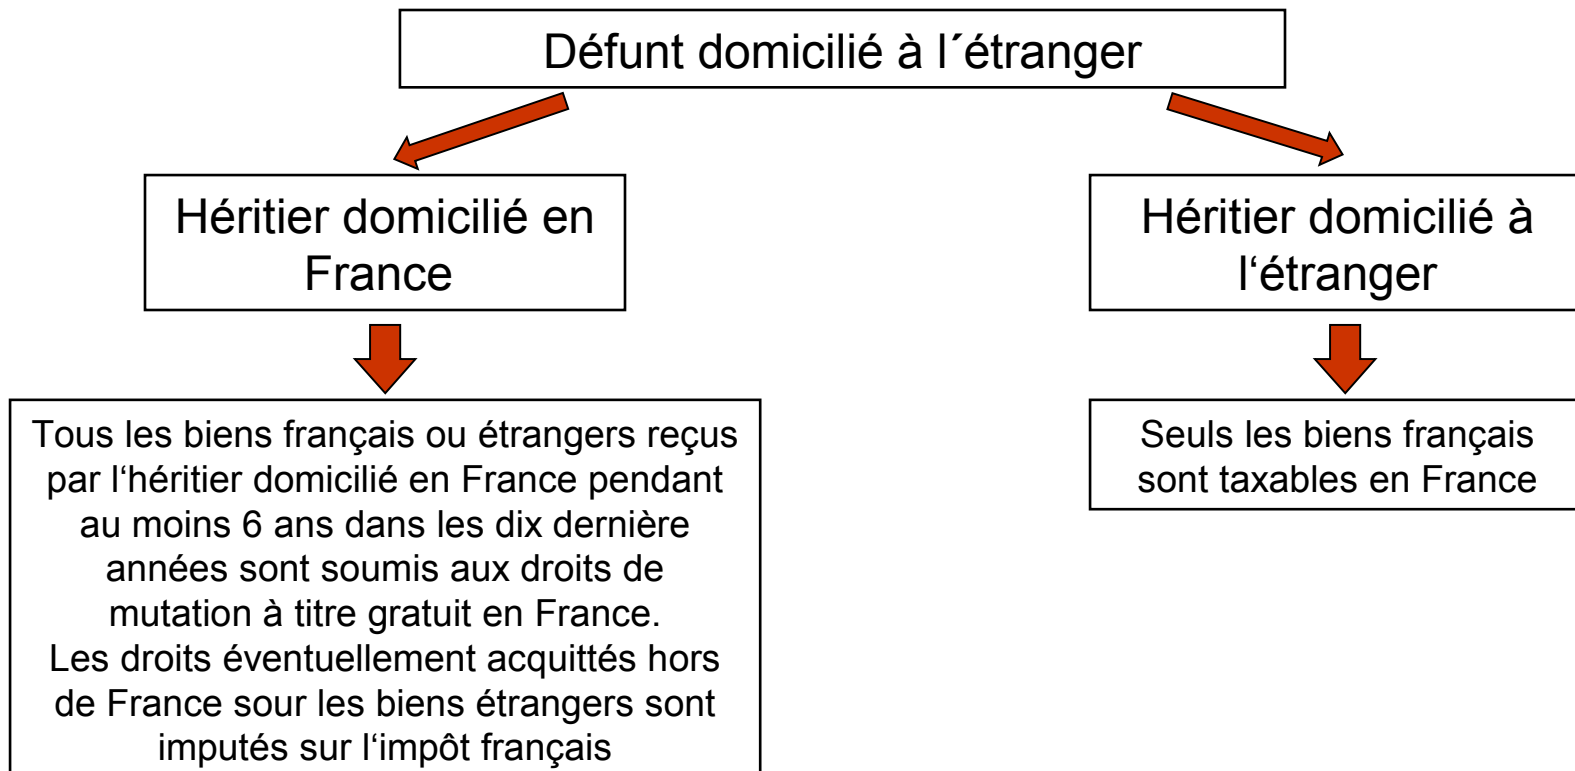 Défunt domicilié à l´étranger
Héritier domicilié en
France
Héritier domicilié à
l‘étranger
Tous les biens français ou étrangers reçus
par l‘héritier domicilié en France pendant
au moins 6 ans dans les dix dernière
années sont soumis aux droits de
mutation à titre gratuit en France.
Les droits éventuellement acquittés hors
de France sour les biens étrangers sont
imputés sur l‘impôt français
Seuls les biens français
sont taxables en France